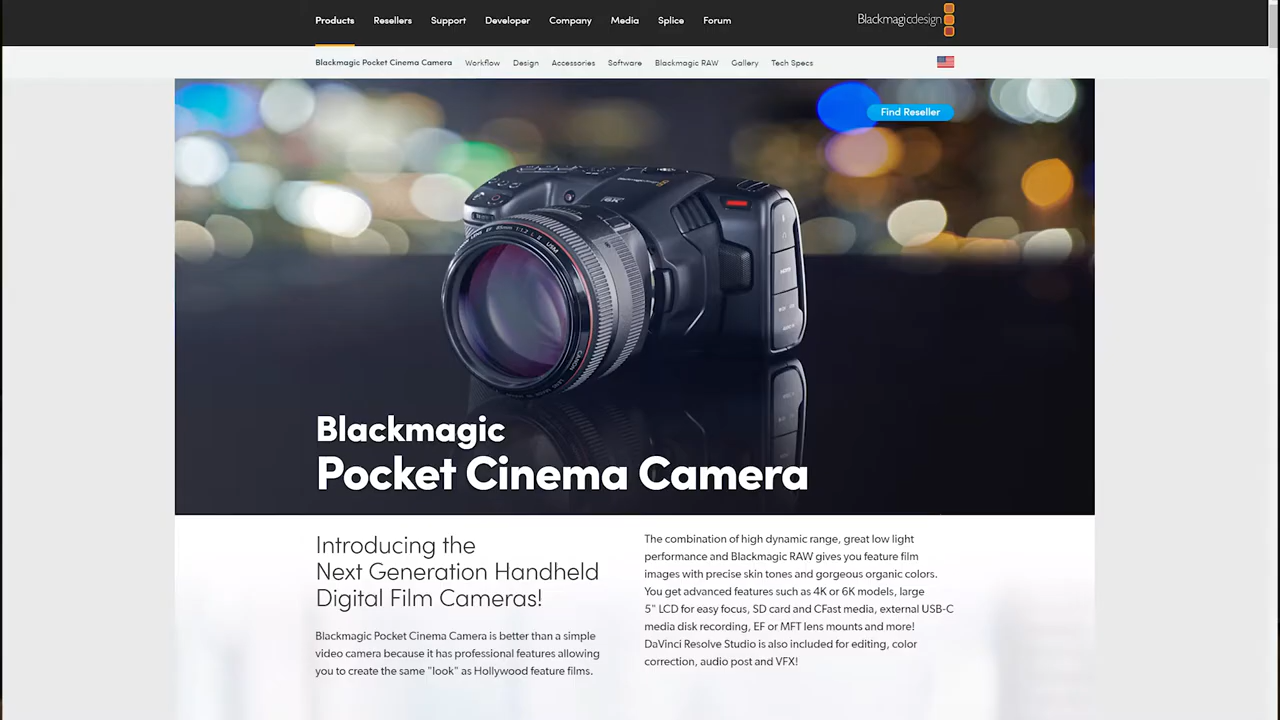 Products Resellers Support Developer Company Media Splice Forum
Blackmagicdesign
Blackmagic Pocket Cinema Camera Workflow Design Accessories Software Blackmagic RAW Gallery Tech Specs
Find Reseller
6K
Blackmagic
Pocket Cinema Camera
Introducing the
Next Generation Handheld
Digital Film Cameras!
Blackmagic Pocket Cinema Camera is better than a simple
video camera because it has professional features allowing
you to create the same "look" as Hollywood feature films.
The combination of high dynamic range, great low light
performance and Blackmagic RAW gives you feature film
images with precise skin tones and gorgeous organic colors.
You get advanced features such as 4K or 6K models, large
5" LCD for easy focus, SD card and CFast media, external USB-C
media disk recording, EF or MFT lens mounts and more!
DaVinci Resolve Studio is also included for editing, color
correction, audio post and VFX!